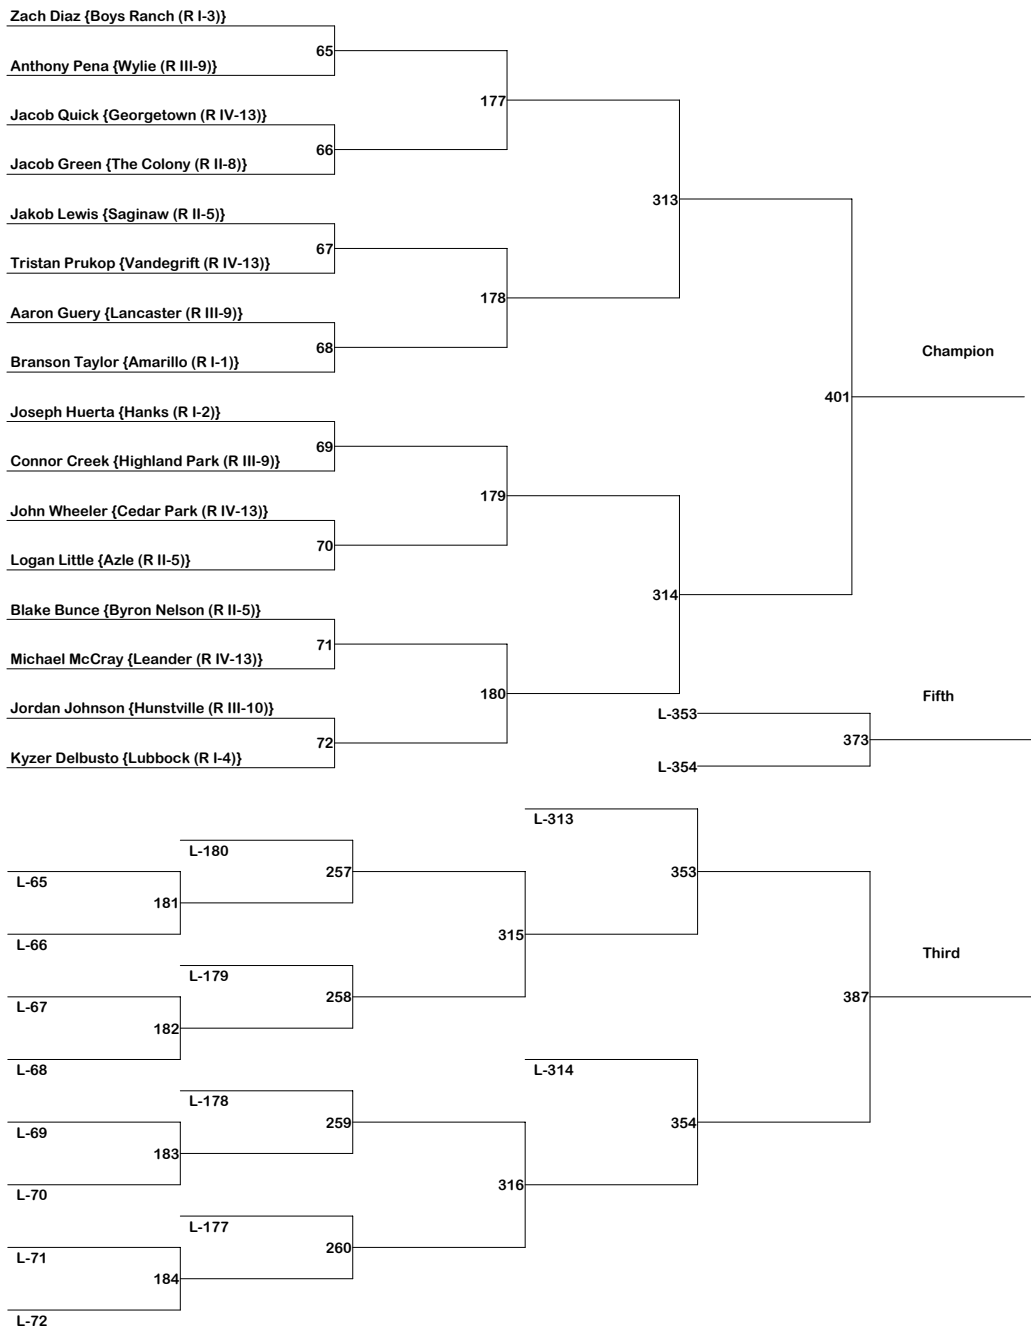 Zach Diaz {Boys Ranch (R I-3)}
65
Anthony Pena {Wylie (R III-9)}
177
Jacob Quick {Georgetown (R IV-13)}
66
Jacob Green {The Colony (R II-8)}
313
Jakob Lewis {Saginaw (R II-5)}
67
Tristan Prukop {Vandegrift (R IV-13)}
178
Aaron Guery {Lancaster (R III-9)}
68
Branson Taylor {Amarillo (R I-1)}
Champion
401
Joseph Huerta {Hanks (R I-2)}
69
Connor Creek {Highland Park (R III-9)}
179
John Wheeler {Cedar Park (R IV-13)}
70
Logan Little {Azle (R II-5)}
314
Blake Bunce {Byron Nelson (R II-5)}
71
Michael McCray {Leander (R IV-13)}
180
Fifth
Jordan Johnson {Hunstville (R III-10)}
L-353
72
373
Kyzer Delbusto {Lubbock (R I-4)}
L-354
L-313
L-180
257
353
L-65
181
315
L-66
Third
L-179
258
387
L-67
182
L-68
L-314
L-178
259
354
L-69
183
316
L-70
L-177
260
L-71
184
L-72